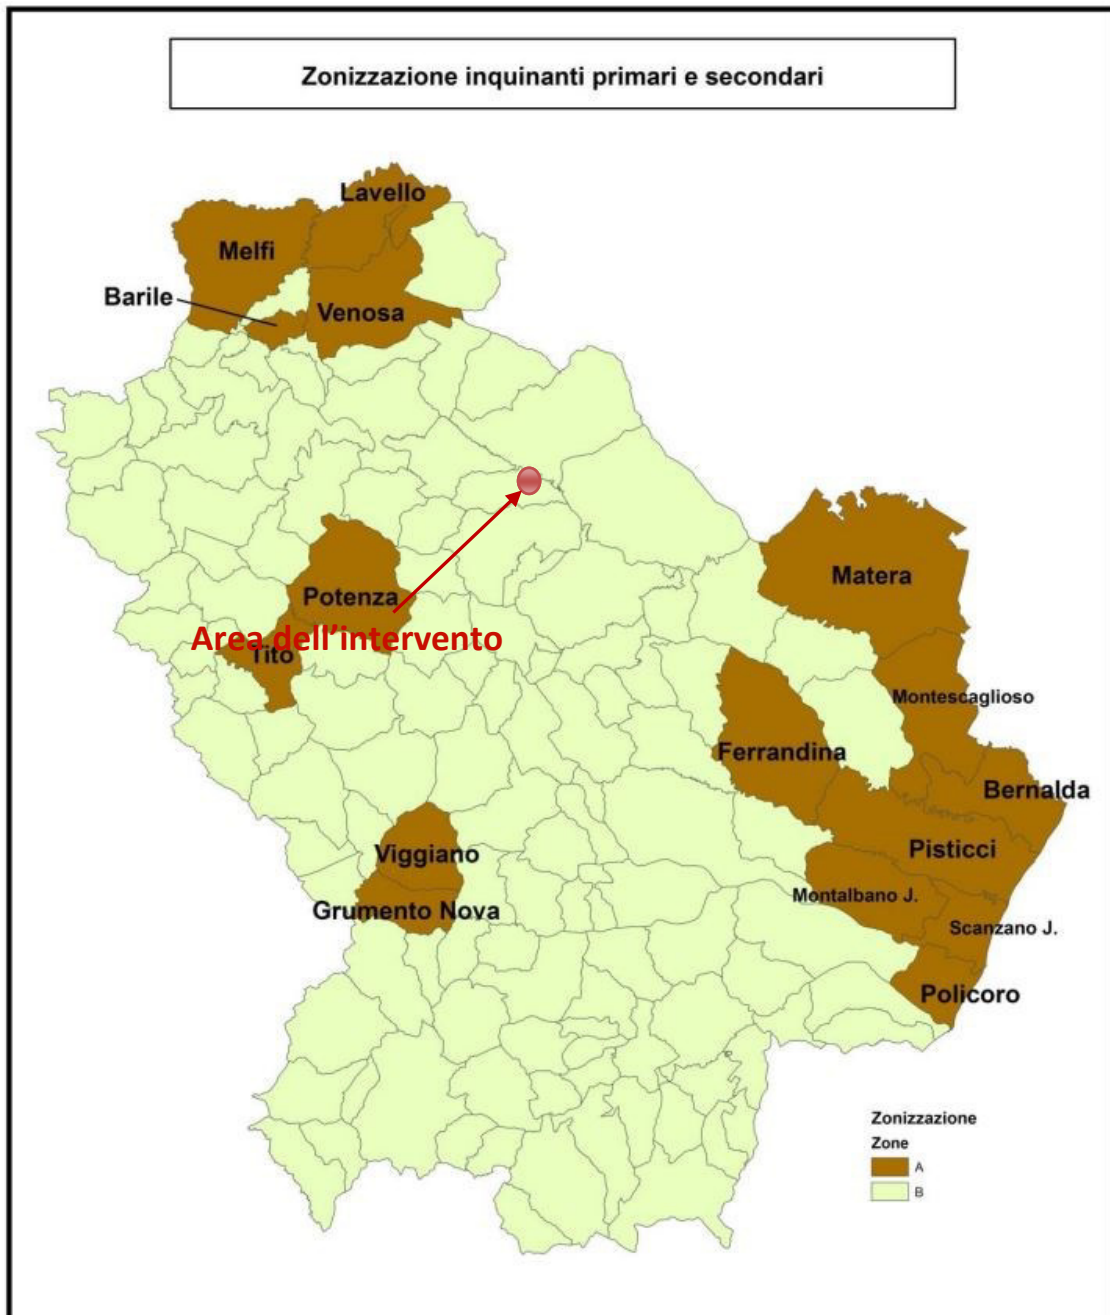 Zonizzazione inquinanti primari e secondari
Lavello
Melfi
Barile
Venosa
Matera
Potenza
Area dell'intervento
Tito
Montescaglioso
Ferrandina
Bernalda
Viggiano
Pisticci
Montalbano J.
Grumento Nova
Scanzano J.
Policoro
Zonizzazione
Zone
A
B